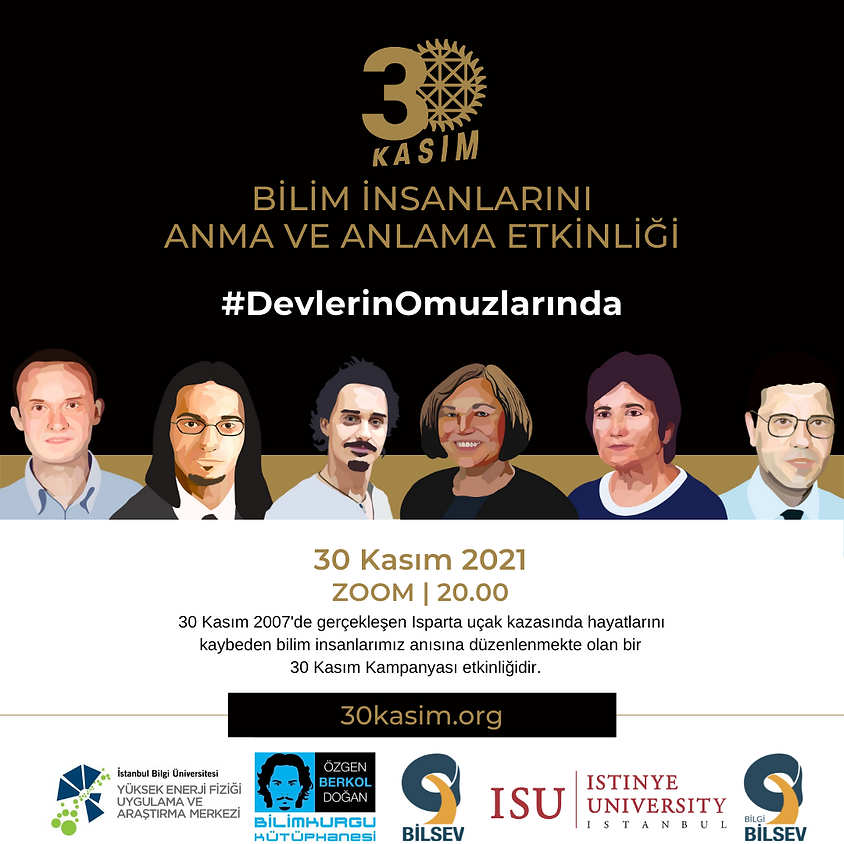 30
KASIM
BİLİM İNSANLARINI
ANMA VE ANLAMA ETKİNLİĞİ
#DevlerinOmuzlarında
30 Kasım 2021
ZOOM | 20.00
30 Kasım 2007'de gerçekleşen Isparta uçak kazasında hayatlarını
kaybeden bilim insanlarımız anısına düzenlenmekte olan bir
30 Kasım Kampanyası etkinliğidir.
30kasim.org
İstanbul Bilgi Üniversitesi
YÜKSEK ENERJİ FİZİĞİ
UYGULAMA VE
ARAŞTIRMA MERKEZİ
ÖZGEN
BERKOL
DOĞAN
BİLİMKURGU
KÜTÜPHANESİ
BİLSEV
ISU
ISTINYE
UNIVERSITY
ISTANBUL
BİLGİ
BİLSEV